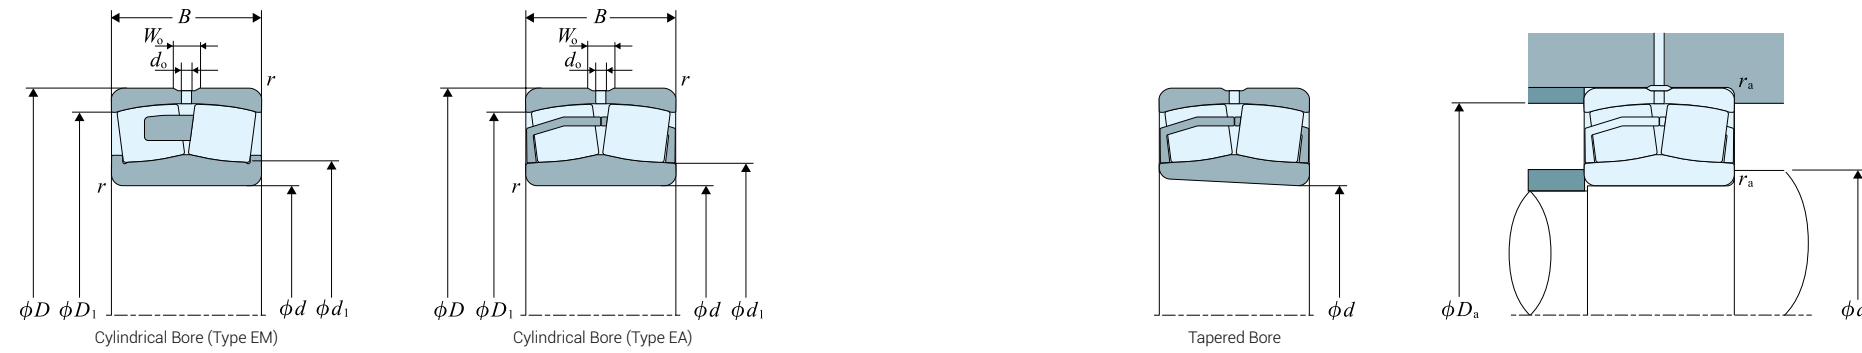 B
B
Wₒ
Wₒ
dₒ
dₒ
r
r
rₐ
r
r
rₐ
ϕD
ϕD₁
ϕd
ϕd₁
ϕD
ϕD₁
ϕd
ϕd₁
ϕd
ϕDₐ
Cylindrical Bore (Type EM)
Cylindrical Bore (Type EA)
Tapered Bore